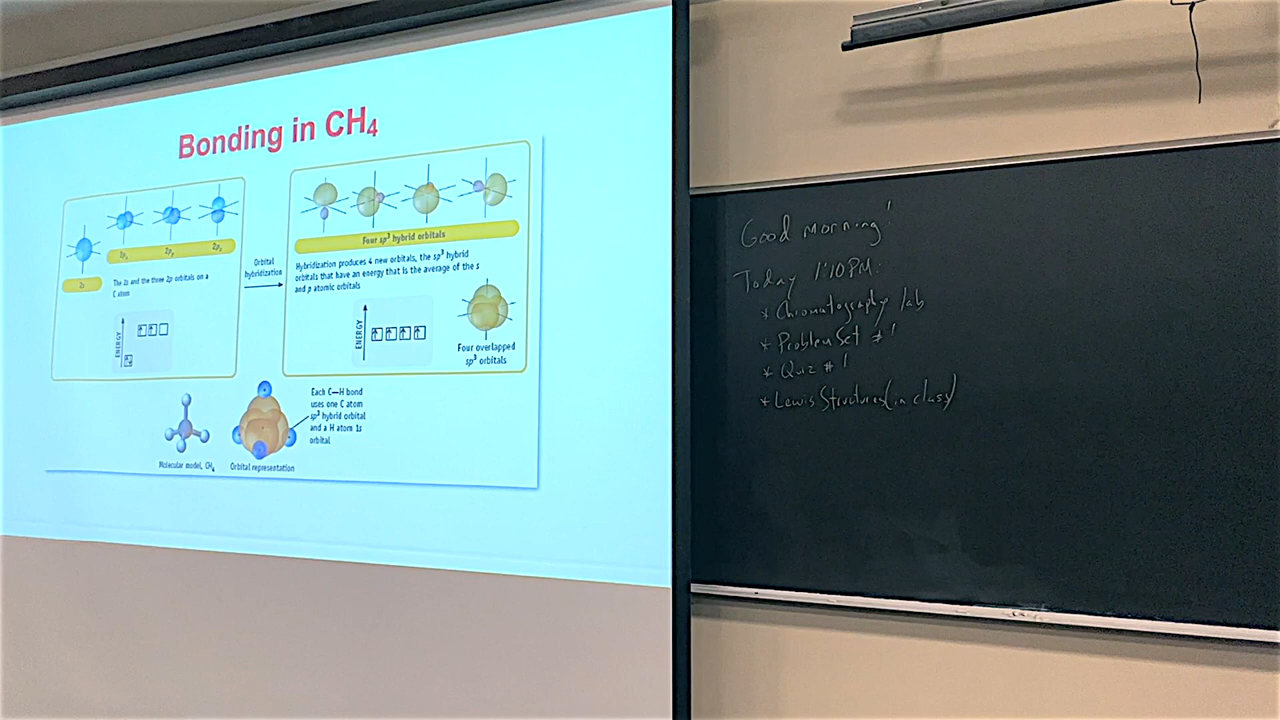 Bonding in CH₄
2s
2pₓ
2pᵧ
2p_z
The 2s and the three 2p orbitals on a
C atom
ENERGY
Orbital
hybridization
Four sp³ hybrid orbitals
Hybridization produces 4 new orbitals, the sp³ hybrid
orbitals that have an energy that is the average of the s
and p atomic orbitals
ENERGY
Four overlapped
sp³ orbitals
Molecular model, CH₄
Orbital representation
Each C—H bond
uses one C atom
sp³ hybrid orbital
and a H atom 1s
orbital
Good morning!
Today 1:10PM:
* Chromatography lab
* Problem Set #1
* Quiz #1
* Lewis Structures (in class)